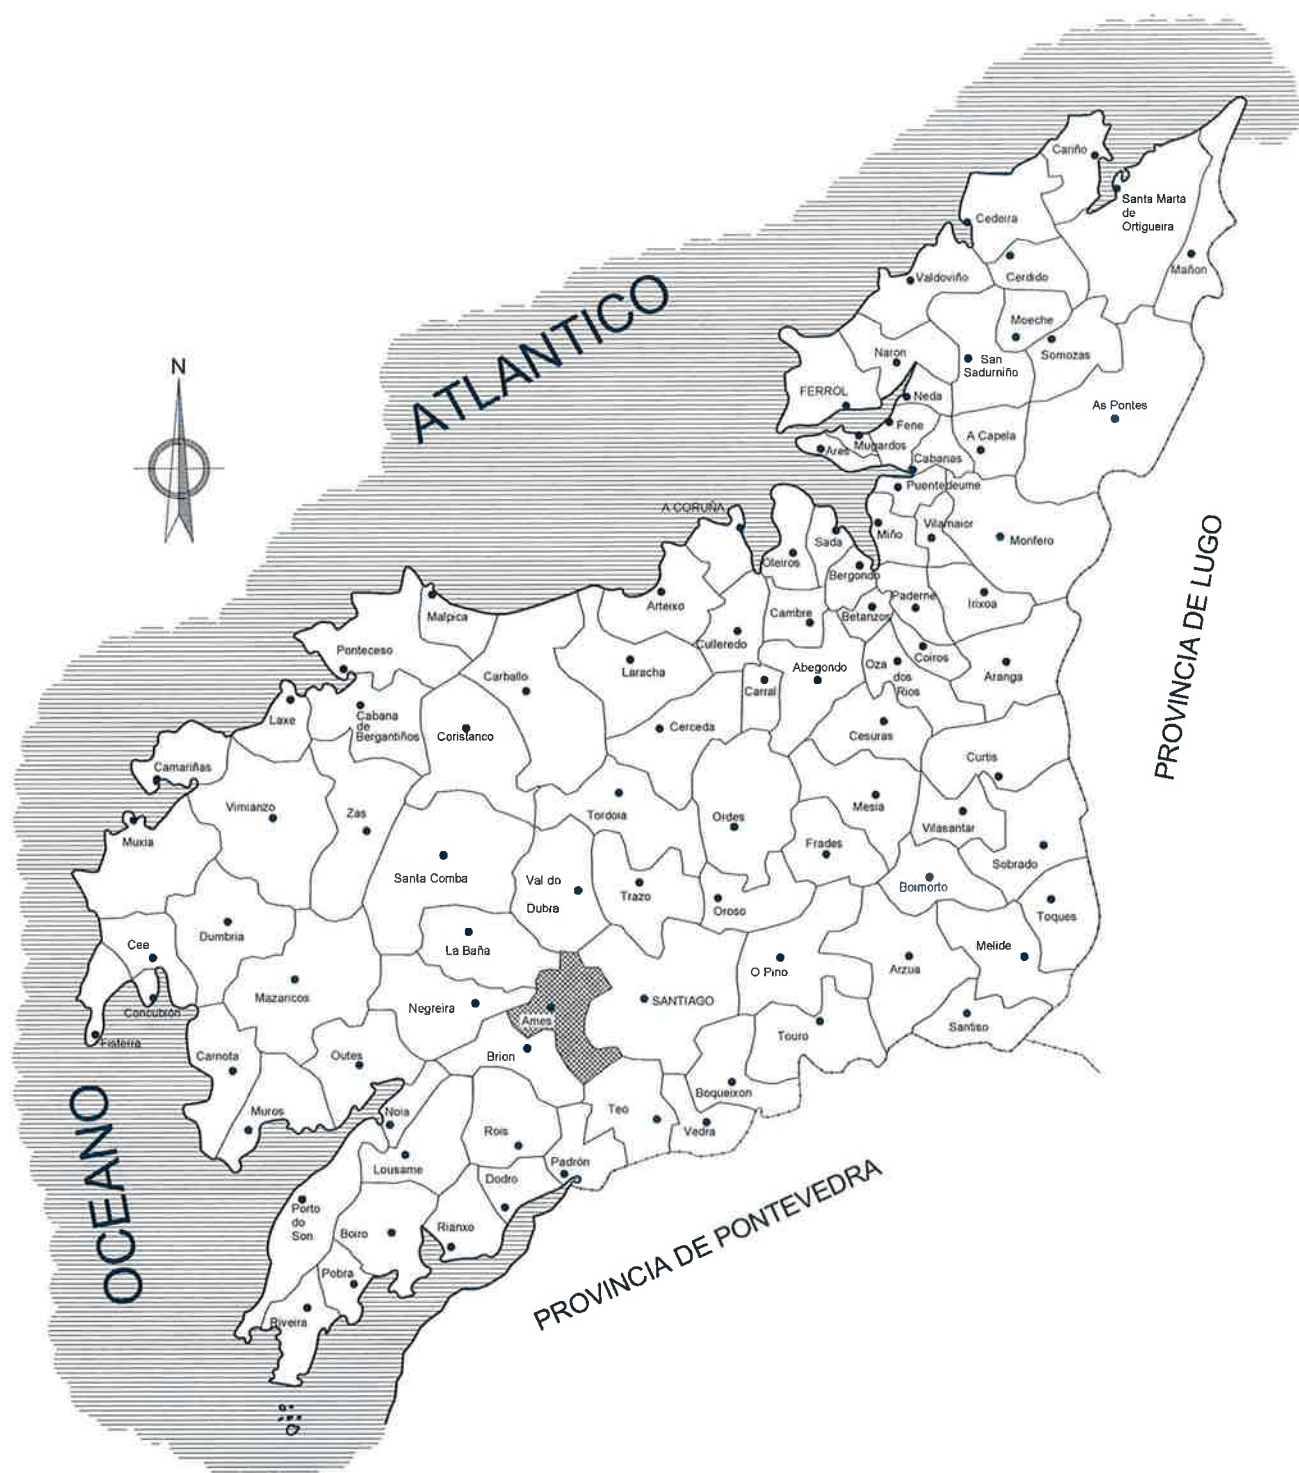 Cariño
Santa Marta
de
Ortigueira
Cedeira
Mañon
Cerdido
Valdoviño
ATLANTICO
Moeche
Somozas
San
Sadurniño
Naron
N
FERROL
Neda
As Pontes
Fene
Mugardos
A Capela
Ares
Cabanas
Puentedeume
A CORUÑA
Vilamaior
Miño
Monfero
Sada
Oleiros
Bergondo
PROVINCIA DE LUGO
Paderne
Irixoa
Arteixo
Cambre
Betanzos
Malpica
Culleredo
Ponteceso
Coiros
Oza
dos
Rios
Abegondo
Laracha
Aranga
Carballo
Carral
Laxe
Cabana
de
Bergantiños
Cerceda
Coristanco
Cesuras
Curtis
Camariñas
Vimianzo
Zas
Tordoia
Ordes
Mesia
Vilasantar
Muxia
Frades
Sobrado
Santa Comba
Val do
Dubra
Boimorto
Trazo
Oroso
Toques
Dumbria
Cee
La Baña
Melide
O Pino
Arzua
Mazaricos
SANTIAGO
Negreira
Concubion
Ames
Santiso
Fisterra
Touro
Carnota
Outes
Brion
Boqueixon
Muros
Noia
Teo
Vedra
Rois
OCEANO
Lousame
Padrón
Dodro
Porto
do
Son
Boiro
Rianxo
PROVINCIA DE PONTEVEDRA
Pobra
Riveira